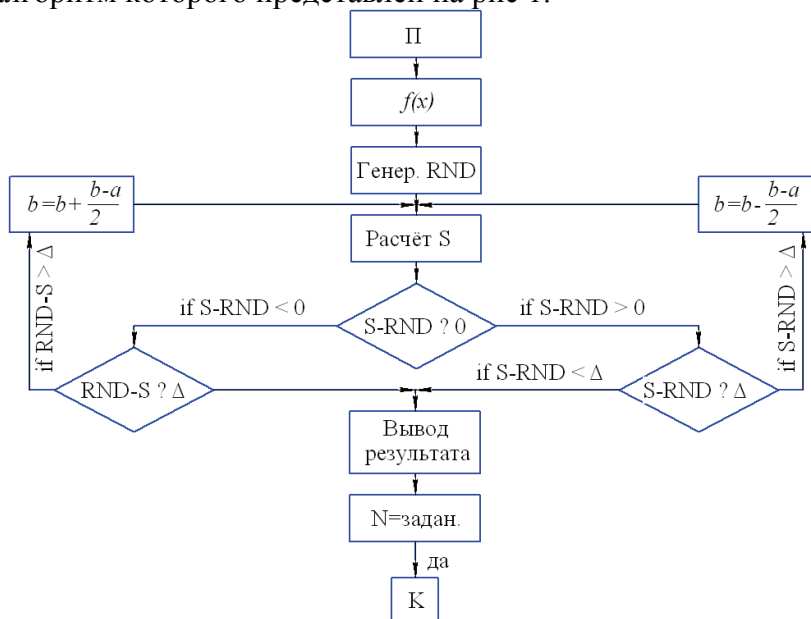 алгоритм которого представлен на рис 1.
П
f(x)
Генер. RND
b=b+ b-a
2
b=b- b-a
2
Расчёт S
if RND-S > Δ
if S-RND < 0
S-RND ? 0
if S-RND > 0
if S-RND > Δ
RND-S ? Δ
if S-RND < Δ
S-RND ? Δ
Вывод
результата
N=задан.
да
К